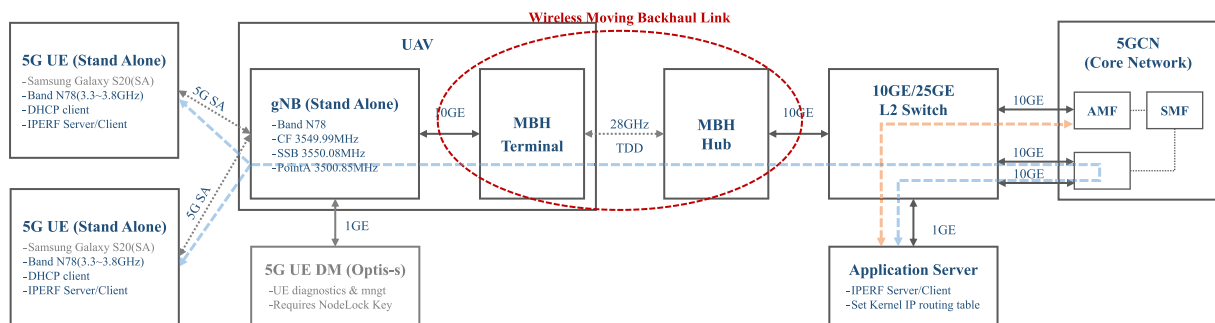 Wireless Moving Backhaul Link
5G UE (Stand Alone)
-Samsung Galaxy S20(SA)
-Band N78(3.3~3.8GHz)
-DHCP client
-IPERF Server/Client
5G SA
5G UE (Stand Alone)
-Samsung Galaxy S20(SA)
-Band N78(3.3~3.8GHz)
-DHCP client
-IPERF Server/Client
5G SA
UAV
gNB (Stand Alone)
-Band N78
-CF 3549.99MHz
-SSB 3550.08MHz
-PointA 3500.85MHz
10GE
MBH
Terminal
28GHz
TDD
MBH
Hub
10GE
10GE/25GE
L2 Switch
10GE
10GE
10GE
5GCN
(Core Network)
AMF
SMF
1GE
5G UE DM (Optis-s)
-UE diagnostics & mngt
-Requires NodeLock Key
1GE
Application Server
-IPERF Server/Client
-Set Kernel IP routing table